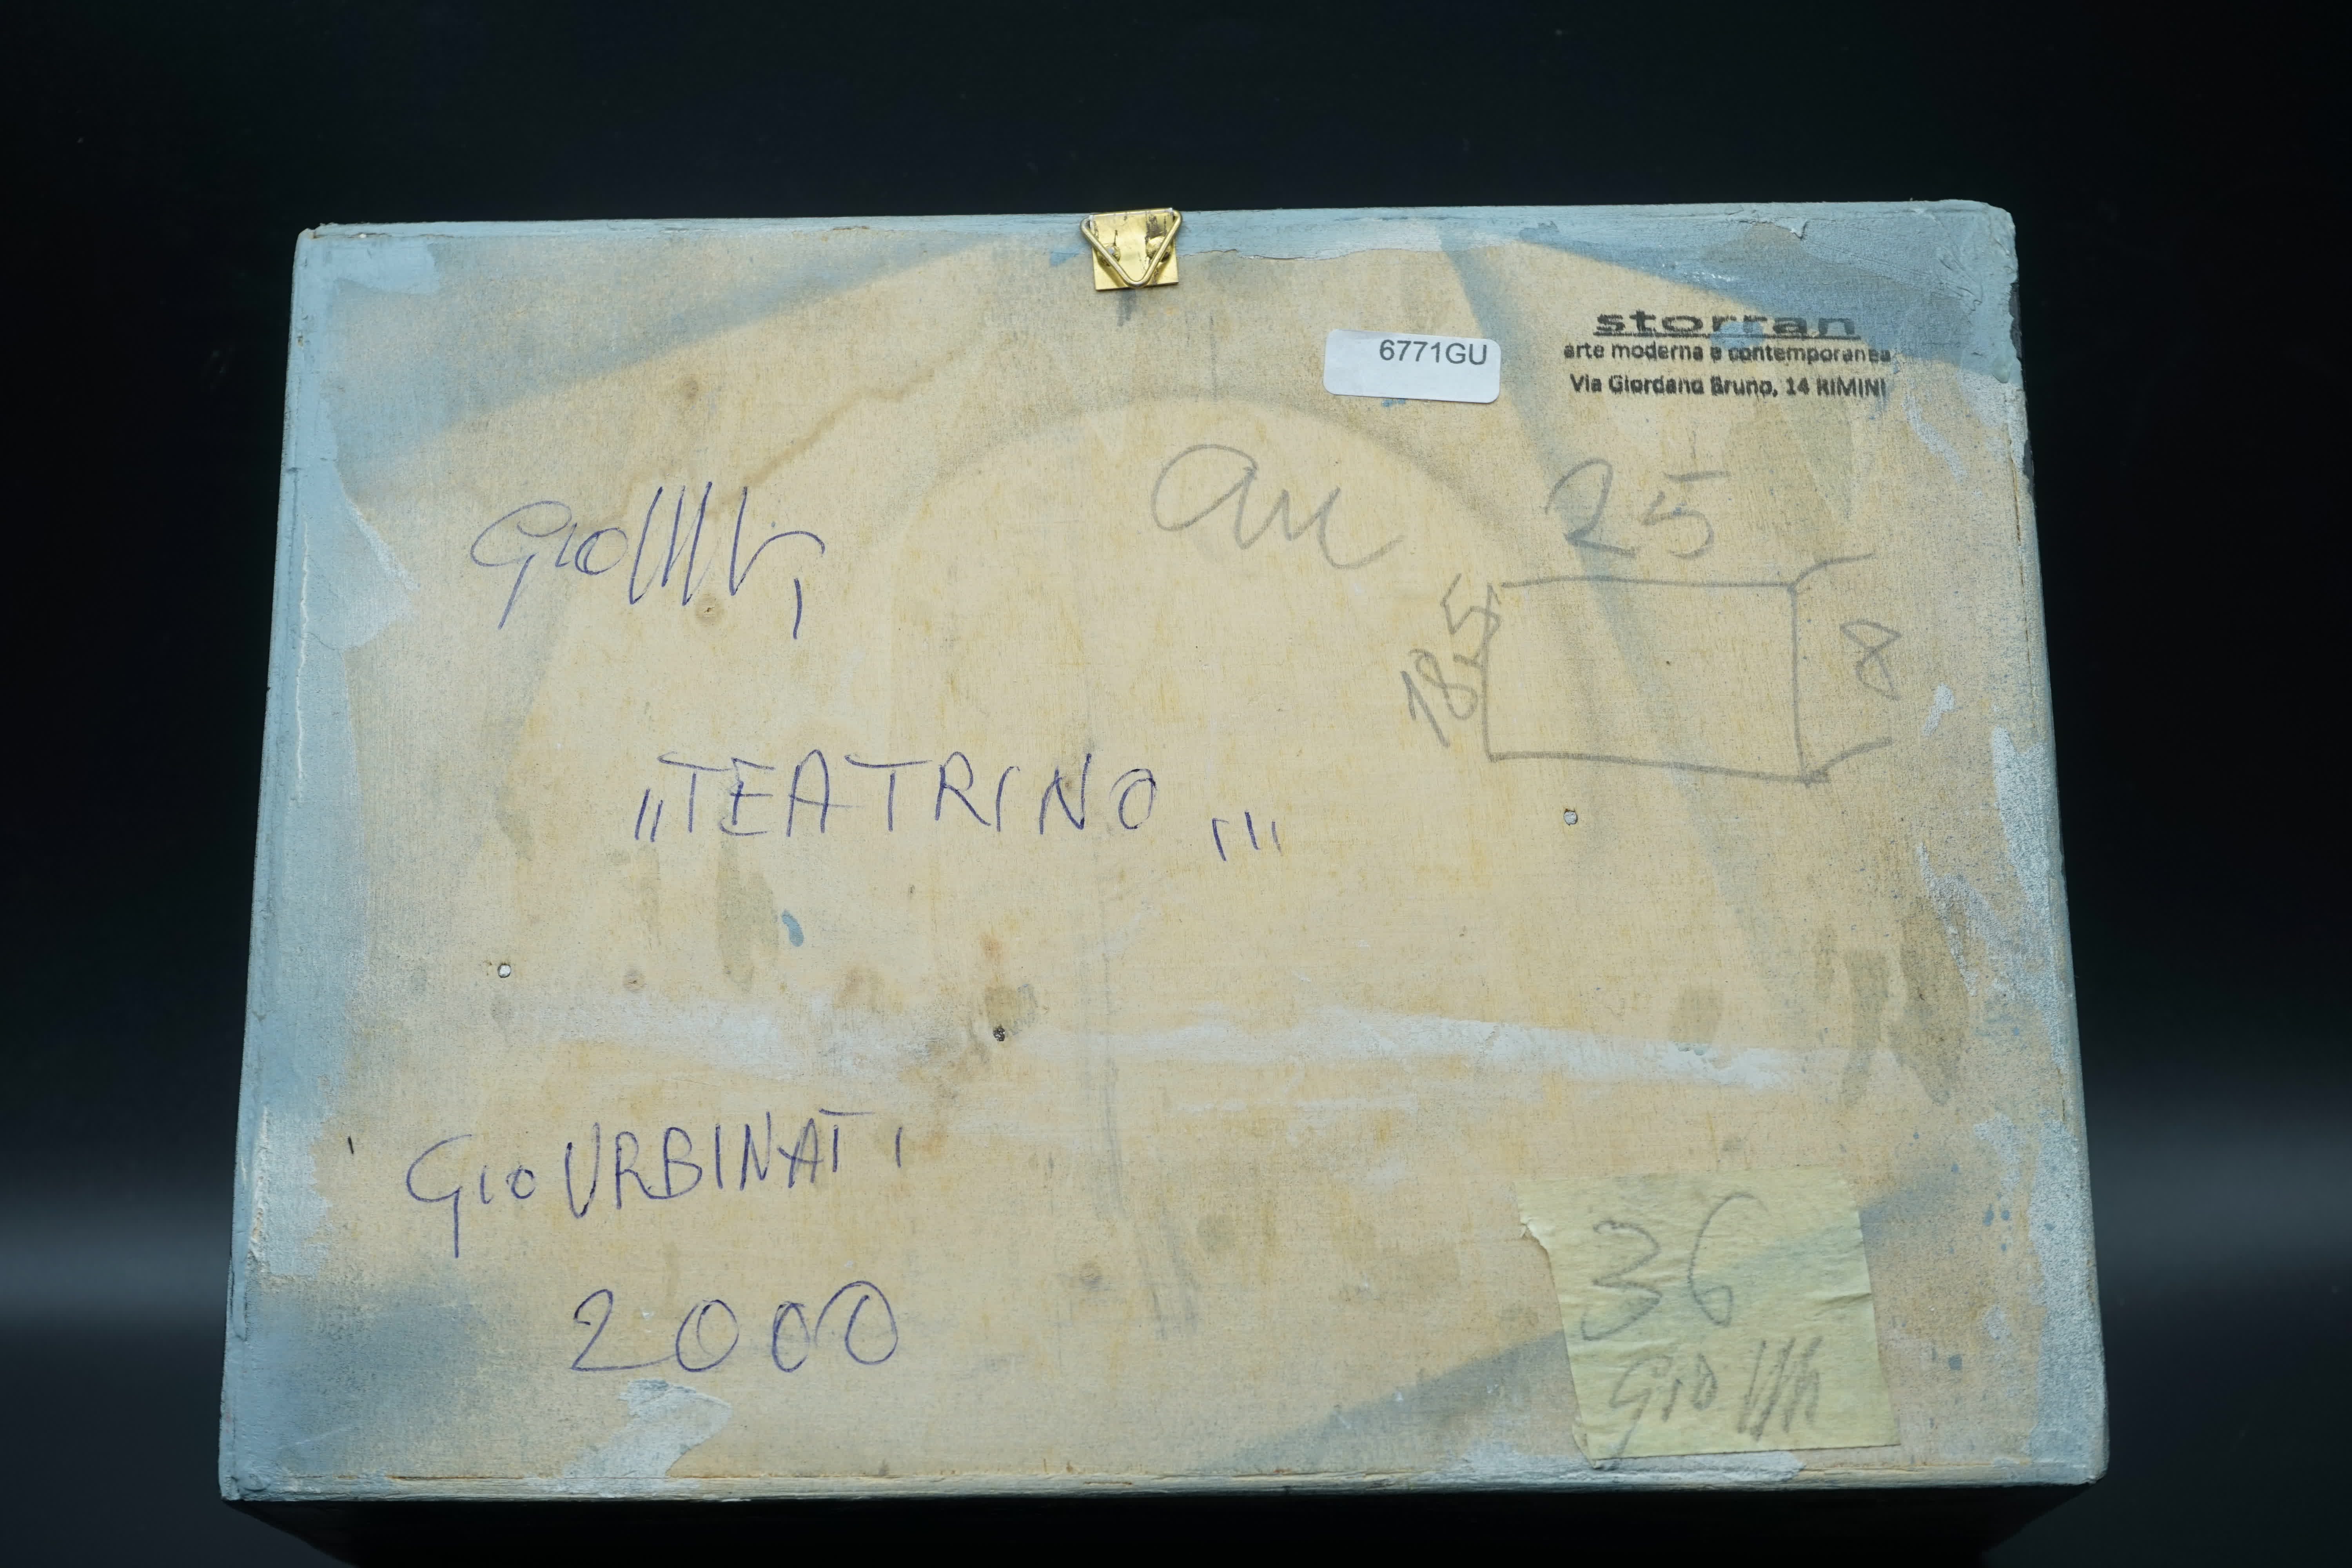 storran
arte moderna e contemporanea
Via Giordano Bruno, 14 RIMINI
6771GU
25
18,5
8
„TEATRINO „
Gio URBINATI
2000
36
Gio